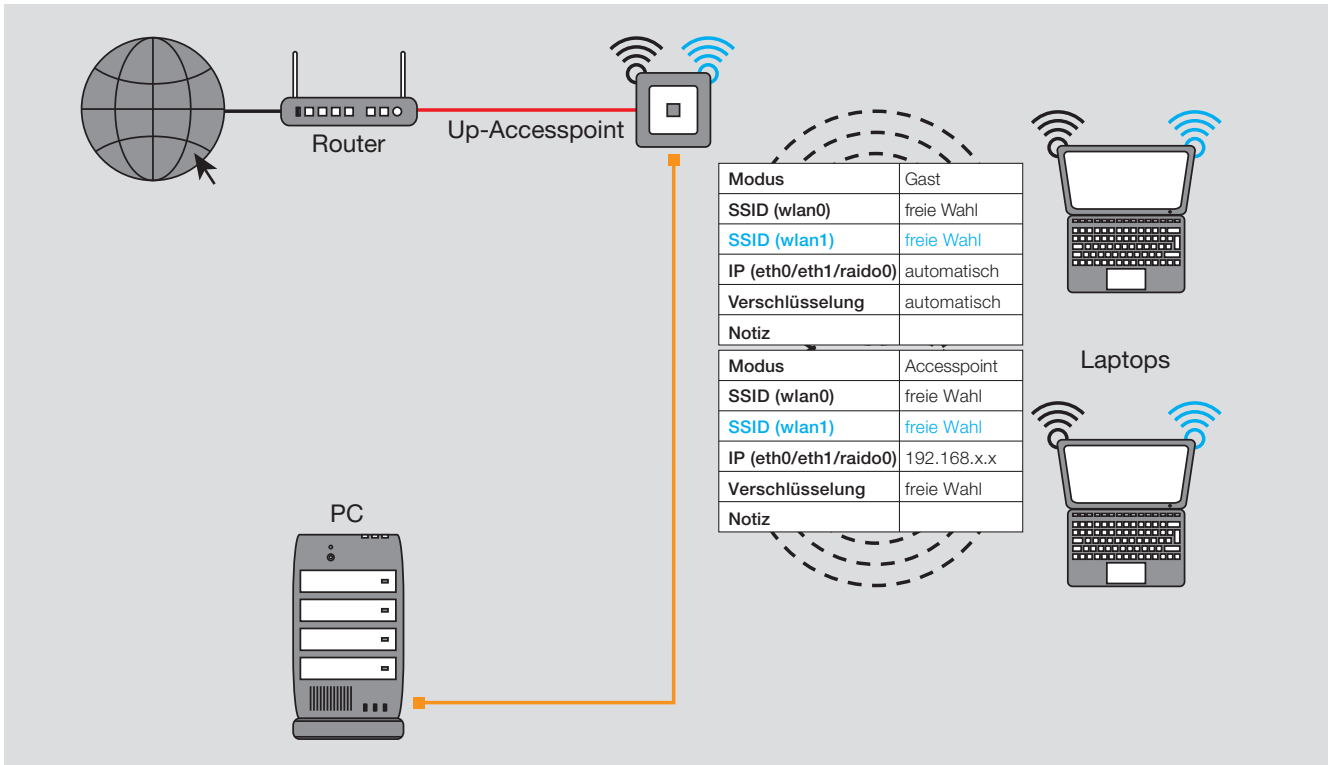 Router
Up-Accesspoint
Modus Gast
SSID (wlan0) freie Wahl
SSID (wlan1) freie Wahl
IP (eth0/eth1/raido0) automatisch
Verschlüsselung automatisch
Notiz
Modus Accesspoint
SSID (wlan0) freie Wahl
SSID (wlan1) freie Wahl
IP (eth0/eth1/raido0) 192.168.x.x
Verschlüsselung freie Wahl
Notiz
Laptops
PC